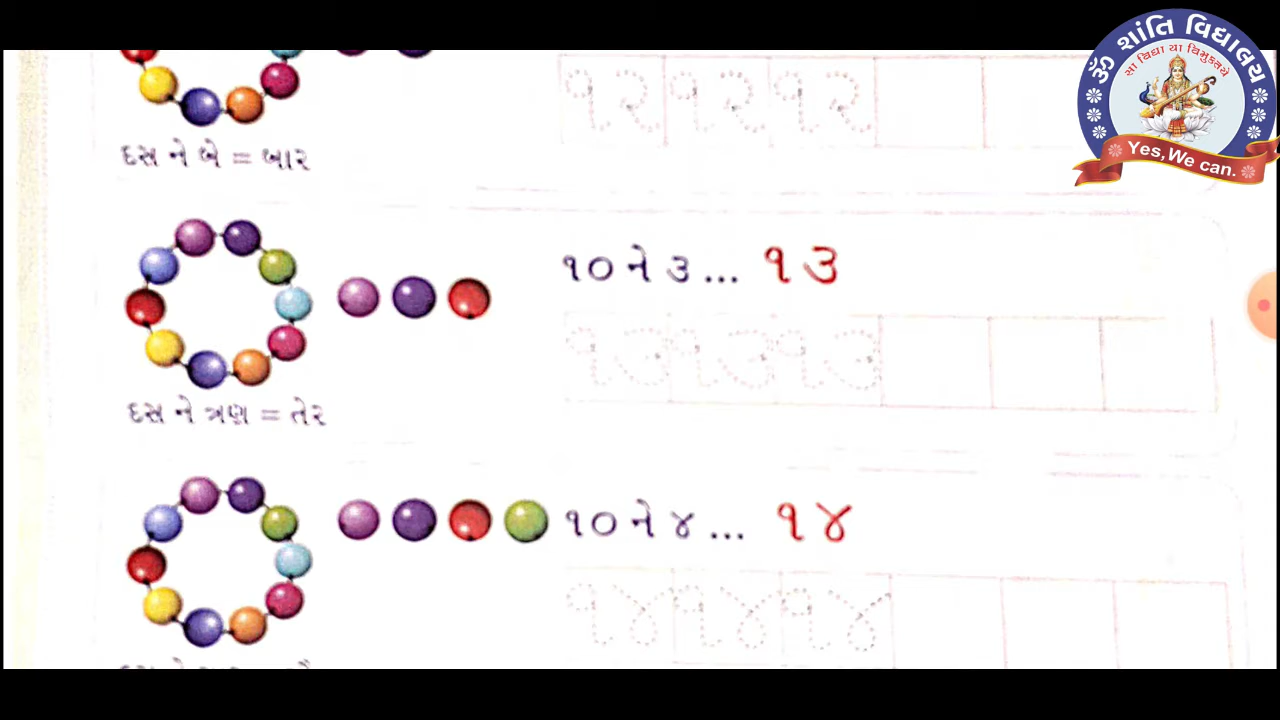 ૐ શાંતિ વિદ્યાલય
સા વિદ્યા યા વિમુક્તયે
Yes,We can.
૧૨ ૧૨ ૧૨
દસ ને બે = બાર
૧૦ ને ૩... ૧૩
૧૩ ૧૩ ૧૩
દસ ને ત્રણ = તેર
૧૦ ને ૪... ૧૪
૧૪ ૧૪ ૧૪